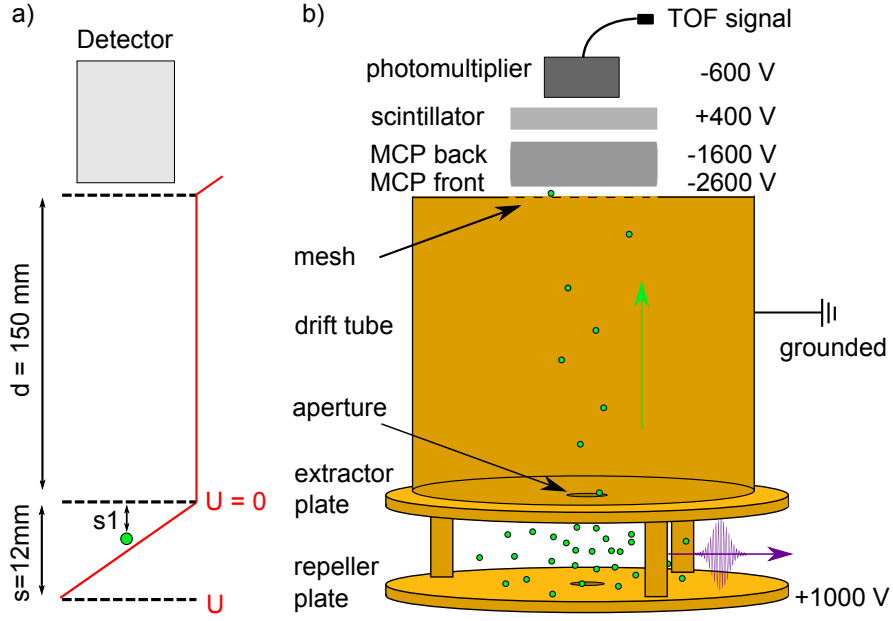 a)
Detector
d = 150 mm
s=12mm
s1
U = 0
U
b)
TOF signal
photomultiplier
-600 V
scintillator
+400 V
MCP back
-1600 V
MCP front
-2600 V
mesh
drift tube
grounded
aperture
extractor
plate
repeller
plate
+1000 V